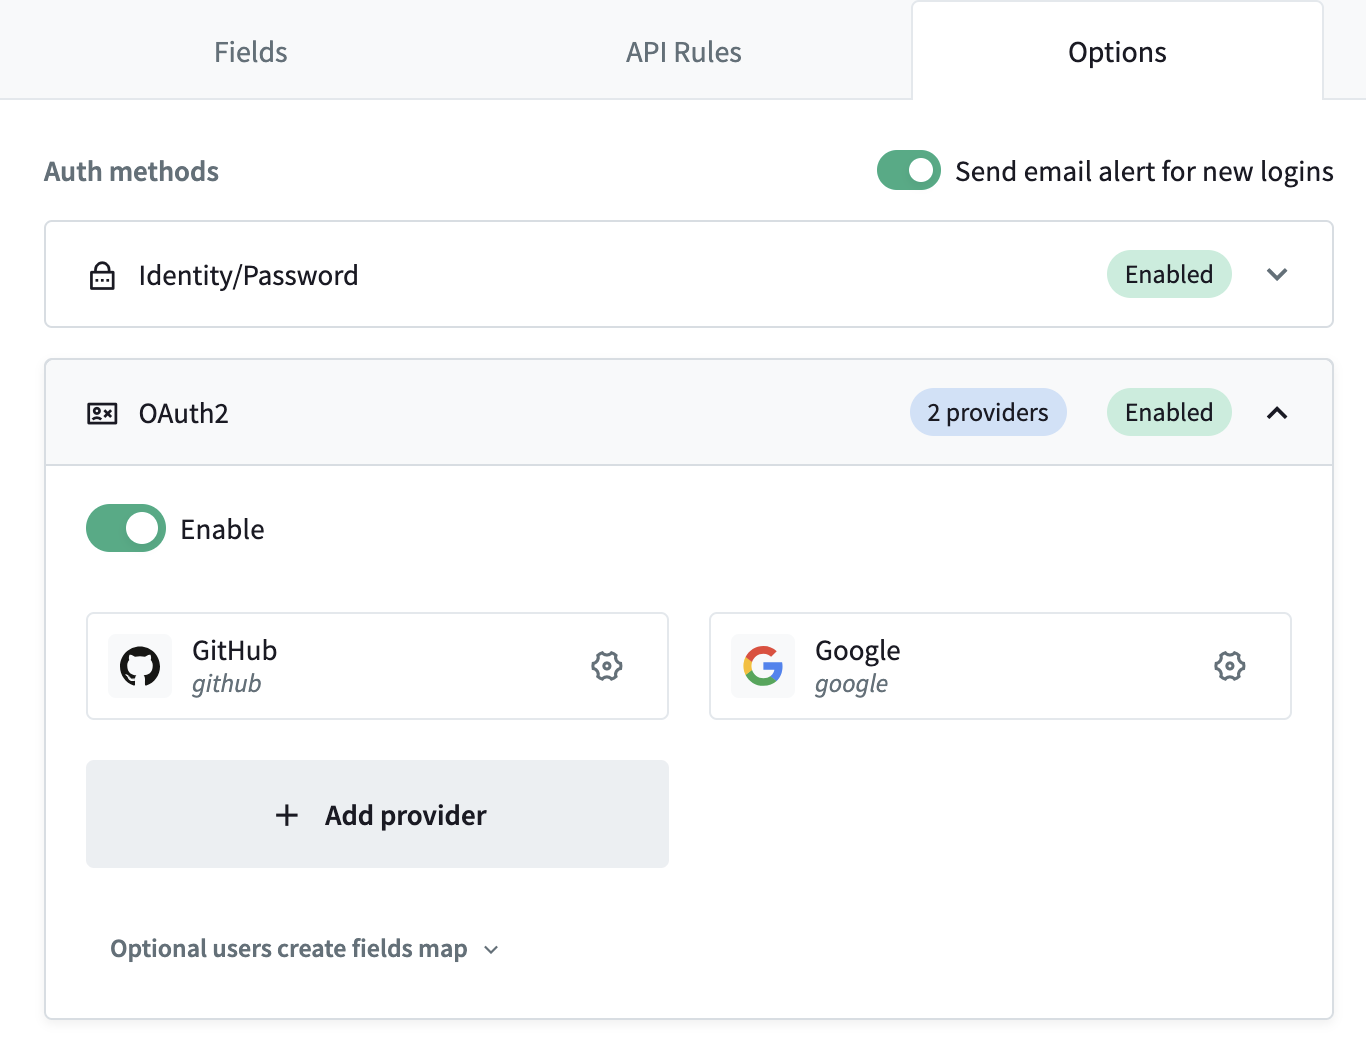 Fields
API Rules
Options
Auth methods
Send email alert for new logins
Identity/Password
Enabled
OAuth2
2 providers
Enabled
Enable
GitHub
github
Google
google
Add provider
Optional users create fields map